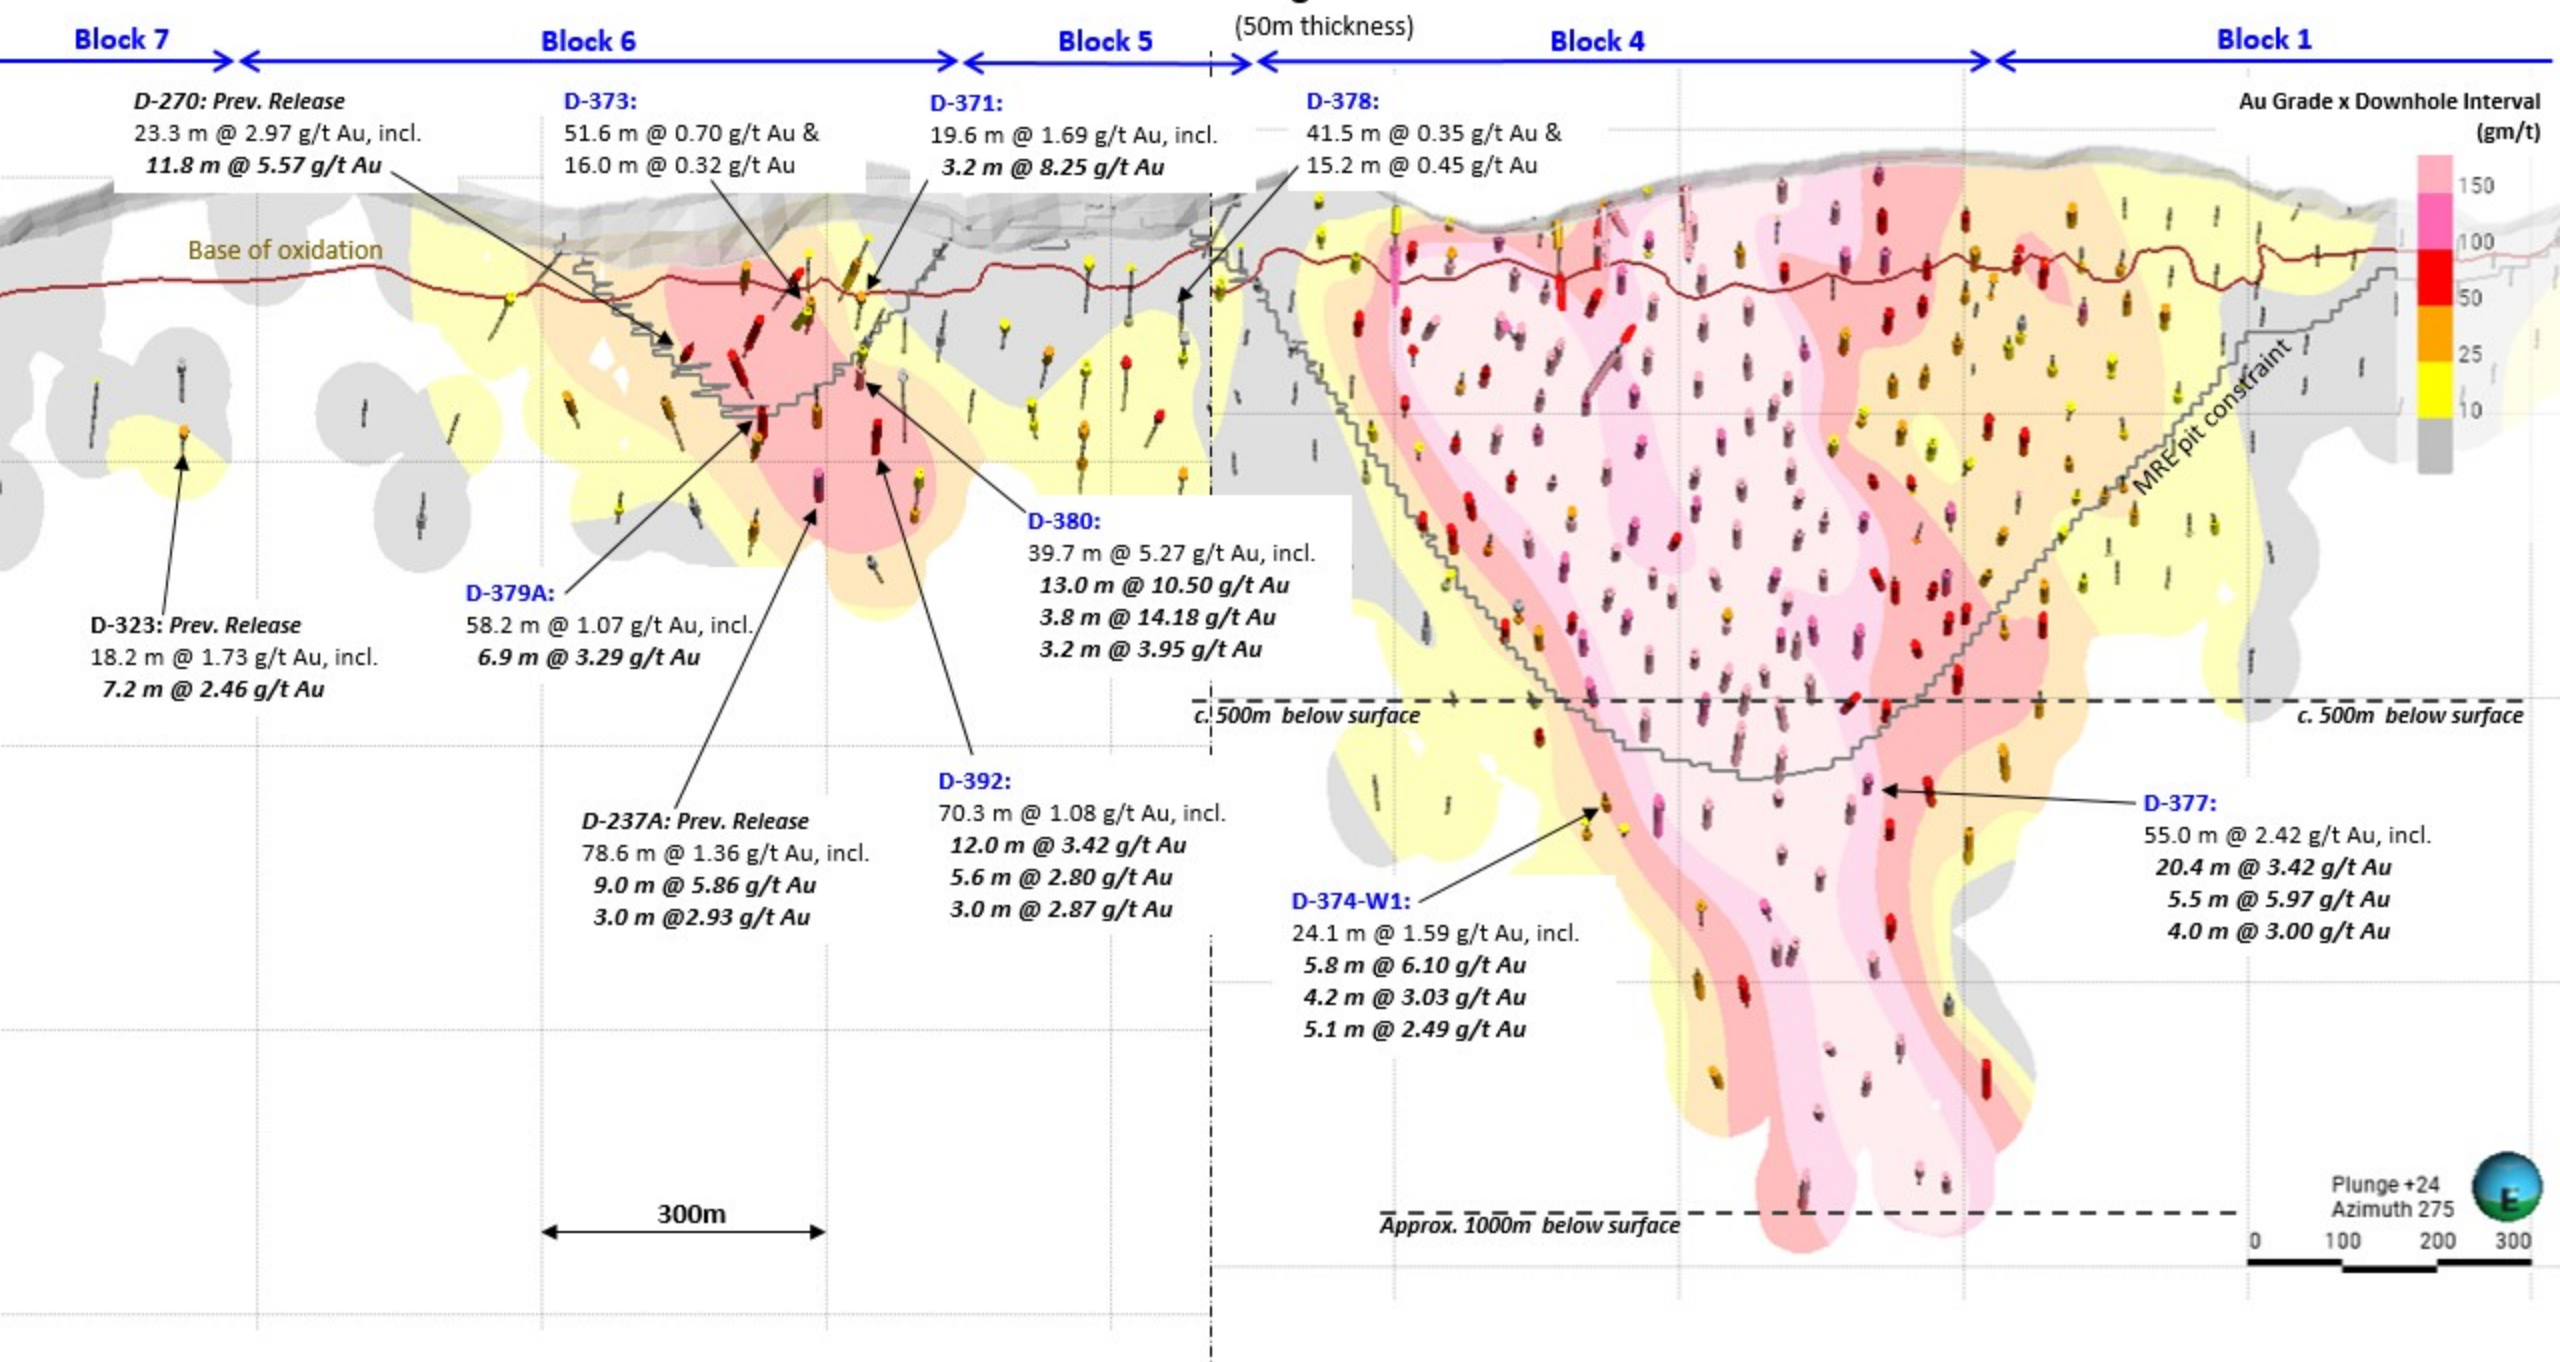 (50m thickness)
Block 7
Block 6
Block 5
Block 4
Block 1
D-270: Prev. Release
23.3 m @ 2.97 g/t Au, incl.
11.8 m @ 5.57 g/t Au
D-373:
51.6 m @ 0.70 g/t Au &
16.0 m @ 0.32 g/t Au
D-371:
19.6 m @ 1.69 g/t Au, incl.
3.2 m @ 8.25 g/t Au
D-378:
41.5 m @ 0.35 g/t Au &
15.2 m @ 0.45 g/t Au
Au Grade x Downhole Interval
(gm/t)
150
100
50
25
10
Base of oxidation
MRE pit constraint
D-323: Prev. Release
18.2 m @ 1.73 g/t Au, incl.
7.2 m @ 2.46 g/t Au
D-379A:
58.2 m @ 1.07 g/t Au, incl.
6.9 m @ 3.29 g/t Au
D-380:
39.7 m @ 5.27 g/t Au, incl.
13.0 m @ 10.50 g/t Au
3.8 m @ 14.18 g/t Au
3.2 m @ 3.95 g/t Au
c. 500m below surface
c. 500m below surface
D-237A: Prev. Release
78.6 m @ 1.36 g/t Au, incl.
9.0 m @ 5.86 g/t Au
3.0 m @2.93 g/t Au
D-392:
70.3 m @ 1.08 g/t Au, incl.
12.0 m @ 3.42 g/t Au
5.6 m @ 2.80 g/t Au
3.0 m @ 2.87 g/t Au
D-374-W1:
24.1 m @ 1.59 g/t Au, incl.
5.8 m @ 6.10 g/t Au
4.2 m @ 3.03 g/t Au
5.1 m @ 2.49 g/t Au
D-377:
55.0 m @ 2.42 g/t Au, incl.
20.4 m @ 3.42 g/t Au
5.5 m @ 5.97 g/t Au
4.0 m @ 3.00 g/t Au
300m
Approx. 1000m below surface
Plunge +24
Azimuth 275
E
0 100 200 300